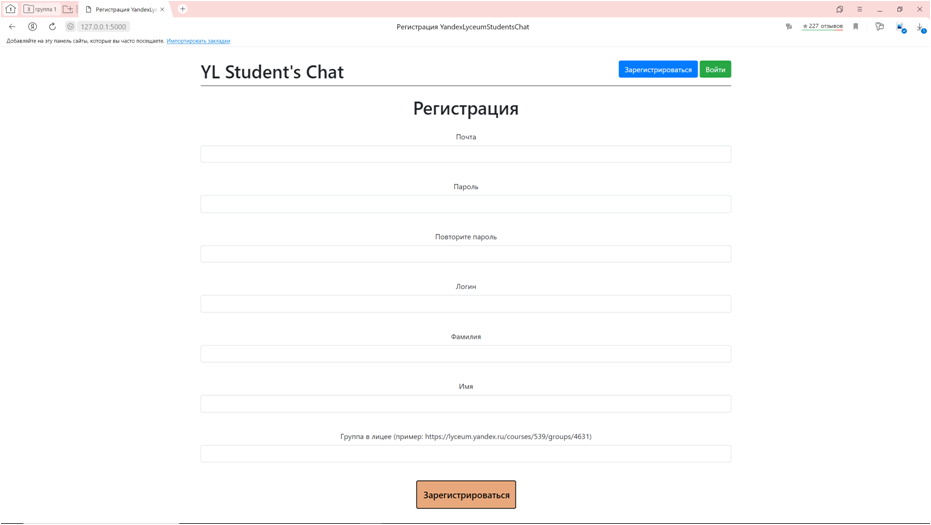 1 группа 1
Регистрация YandexLyc
127.0.0.1:5000
Регистрация YandexLyceumStudentsChat
★ 227 отзывов
Добавляйте на эту панель сайты, которые вы часто посещаете. Импортировать закладки
YL Student's Chat
Зарегистрироваться
Войти
Регистрация
Почта
Пароль
Повторите пароль
Логин
Фамилия
Имя
Группа в лицее (пример: https://lyceum.yandex.ru/courses/539/groups/4631)
Зарегистрироваться